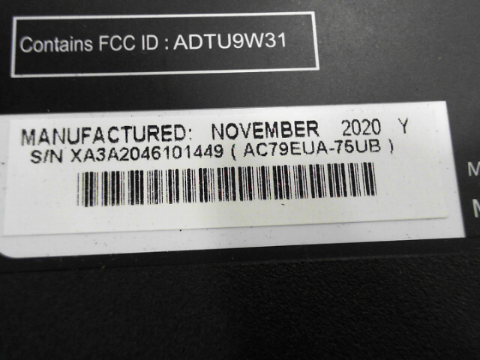 Contains FCC ID : ADTU9W31
MANUFACTURED: NOVEMBER 2020 Y
S/N XA3A2046101449 ( AC79EUA-75UB )